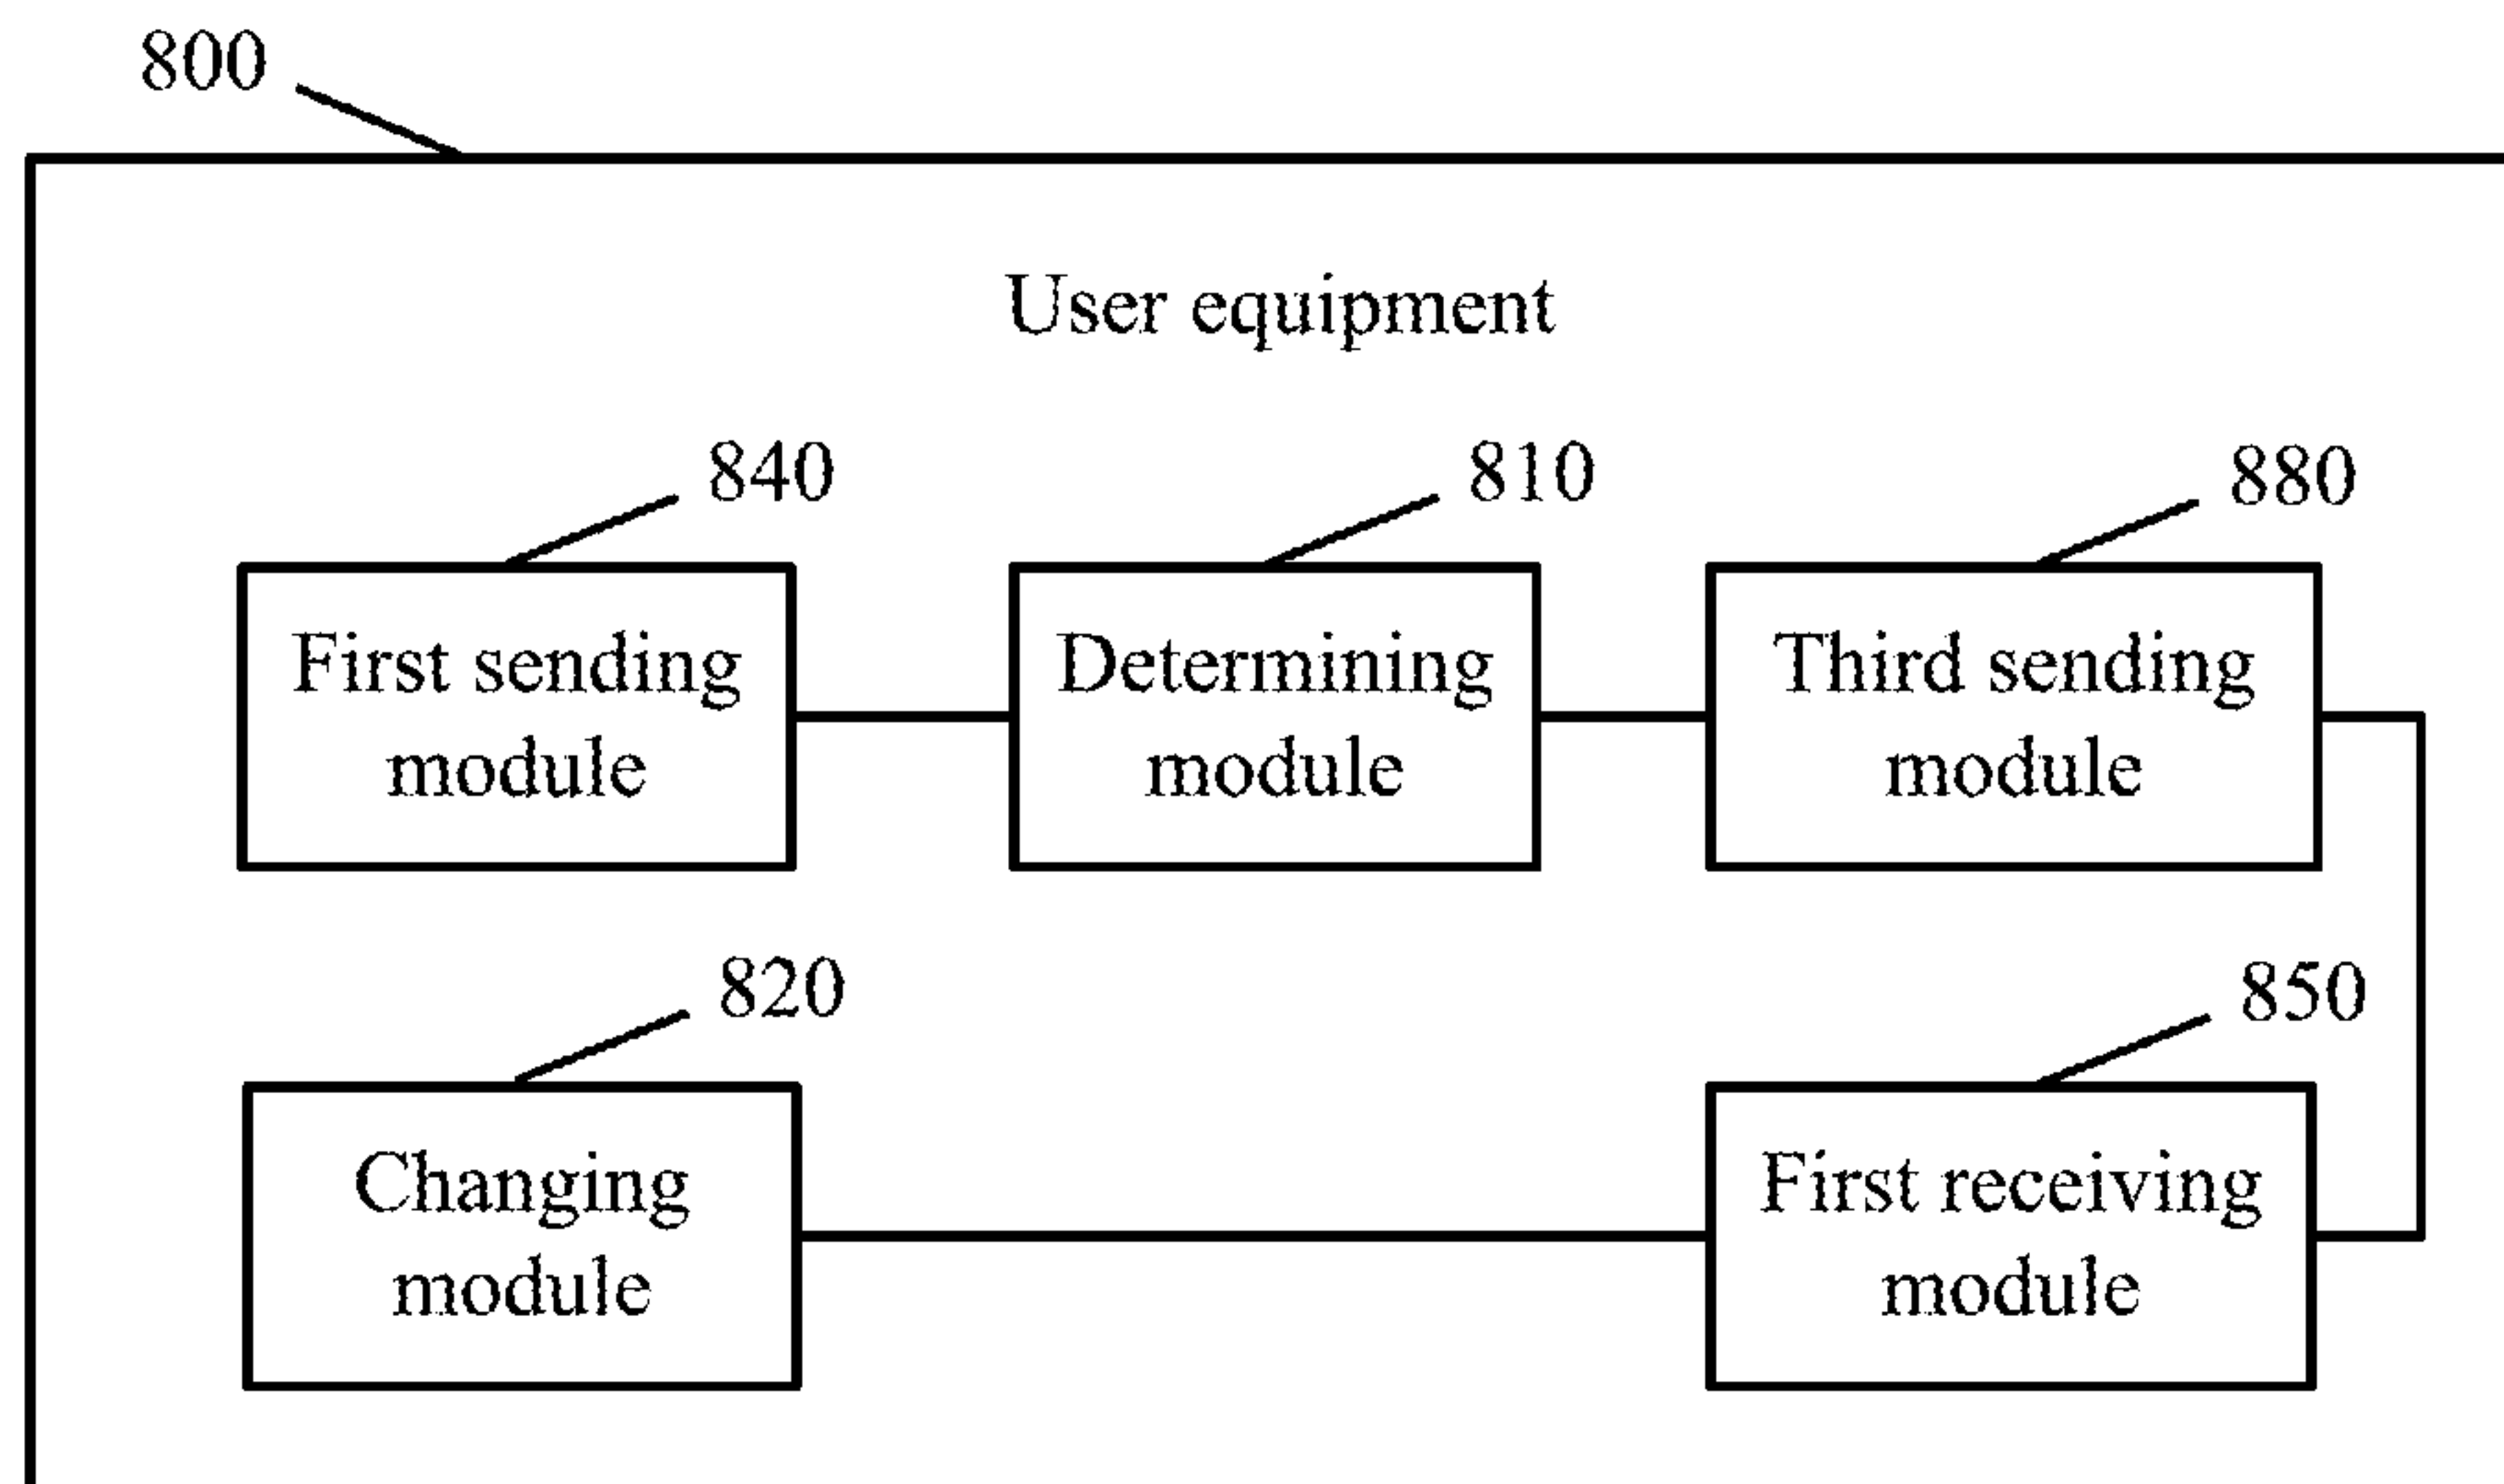 800
User equipment
840
810
880
First sending
module
Determining
module
Third sending
module
820
850
Changing
module
First receiving
module